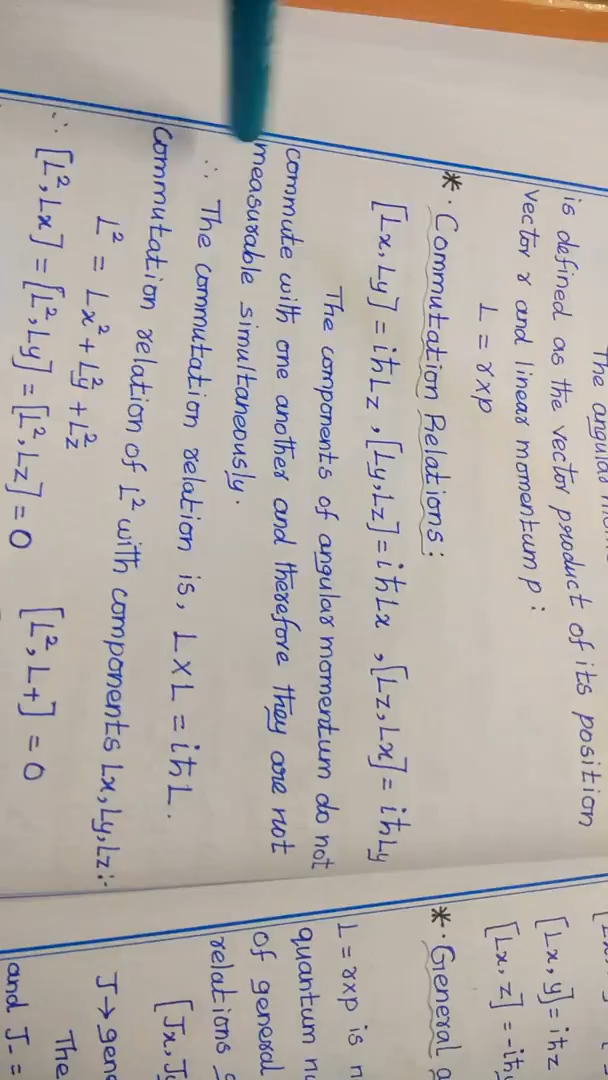 The angular
is defined as the vector product of its position
vector r and linear momentum p:
L = r×p
*. Commutation Relations:
[Lx, Ly] = iħLz, [Ly, Lz] = iħLx, [Lz, Lx] = iħLy
The components of angular momentum do not
commute with one another and therefore they are not
measurable simultaneously.
∴ The commutation relation is, L×L = iħL.
Commutation relation of L² with components Lx, Ly, Lz:-
L² = Lx² + Ly² + Lz²
∴ [L², Lx] = [L², Ly] = [L², Lz] = 0 [L², L+] = 0
[Lx, y] = iħz
[Lx, z] = -iħy
*. General
L = r×p is
quantum
of general
relations
[Jx,
J →
The
and J- =